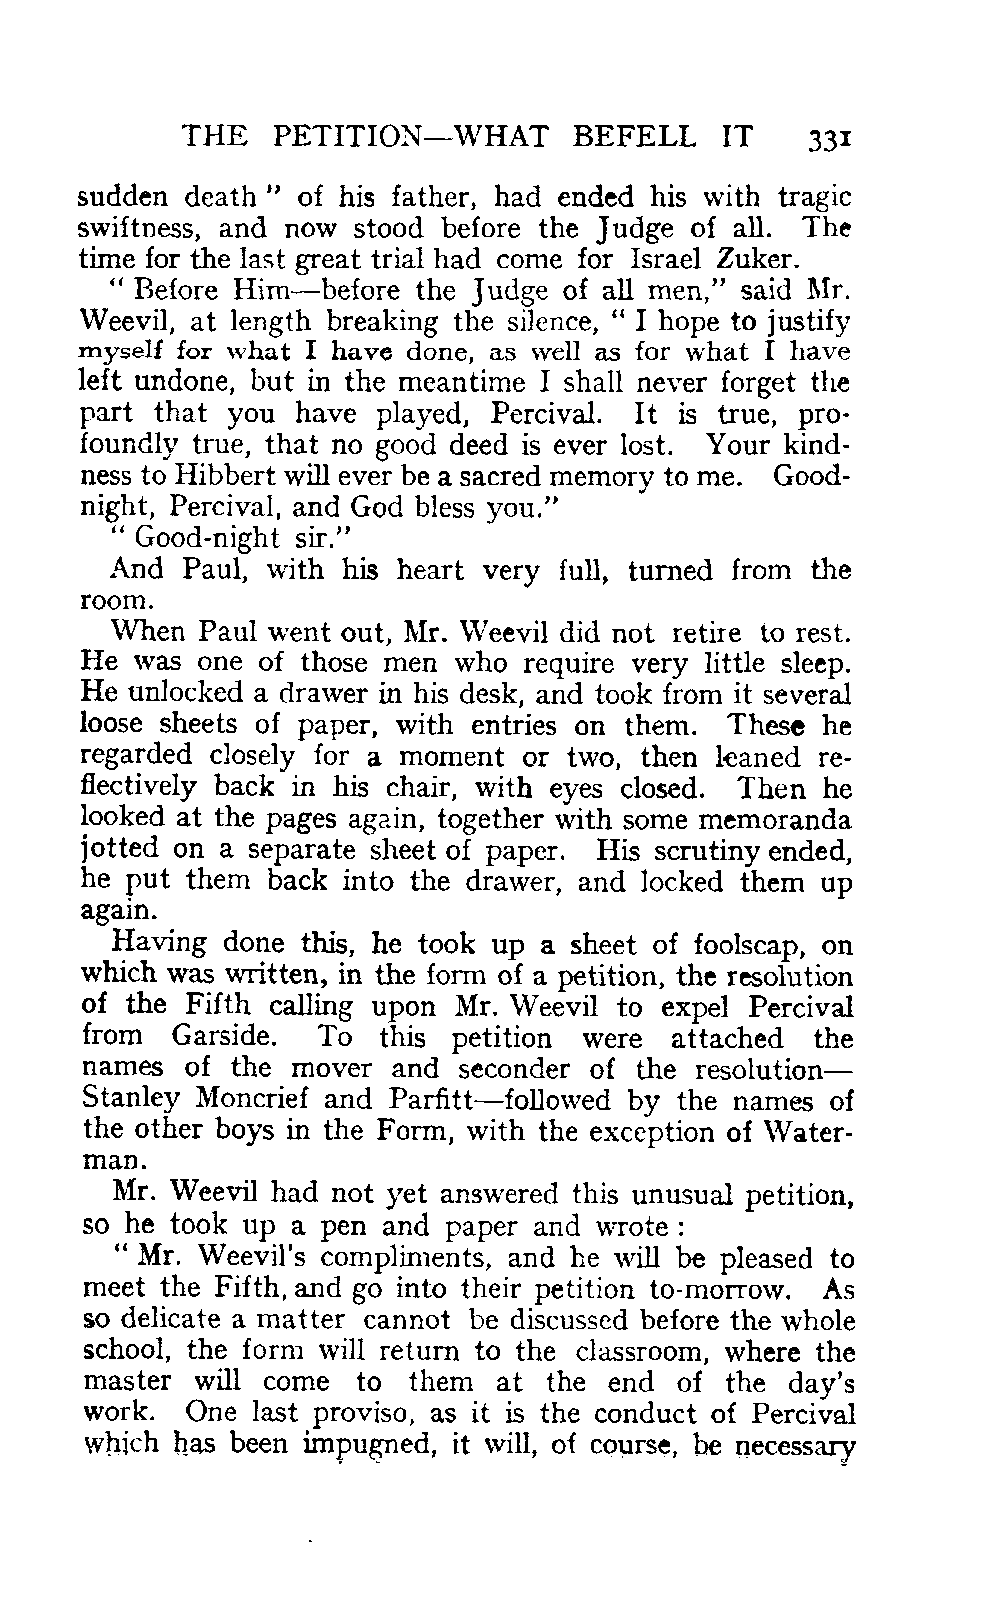 THE PETITION—WHAT BEFELL IT 331
sudden death " of his father, had ended his with tragic
swiftness, and now stood before the Judge of all. The
time for the last great trial had come for Israel Zuker.
" Before Him—before the Judge of all men," said Mr.
Weevil, at length breaking the silence, " I hope to justify
myself for what I have done, as well as for what I have
left undone, but in the meantime I shall never forget the
part that you have played, Percival. It is true, pro-
foundly true, that no good deed is ever lost. Your kind-
ness to Hibbert will ever be a sacred memory to me. Good-
night, Percival, and God bless you."
" Good-night sir."
And Paul, with his heart very full, turned from the
room.
When Paul went out, Mr. Weevil did not retire to rest.
He was one of those men who require very little sleep.
He unlocked a drawer in his desk, and took from it several
loose sheets of paper, with entries on them. These he
regarded closely for a moment or two, then leaned re-
flectively back in his chair, with eyes closed. Then he
looked at the pages again, together with some memoranda
jotted on a separate sheet of paper. His scrutiny ended,
he put them back into the drawer, and locked them up
again.
Having done this, he took up a sheet of foolscap, on
which was written, in the form of a petition, the resolution
of the Fifth calling upon Mr. Weevil to expel Percival
from Garside. To this petition were attached the
names of the mover and seconder of the resolution—
Stanley Moncrief and Parfitt—followed by the names of
the other boys in the Form, with the exception of Water-
man.
Mr. Weevil had not yet answered this unusual petition,
so he took up a pen and paper and wrote :
" Mr. Weevil's compliments, and he will be pleased to
meet the Fifth, and go into their petition to-morrow. As
so delicate a matter cannot be discussed before the whole
school, the form will return to the classroom, where the
master will come to them at the end of the day's
work. One last proviso, as it is the conduct of Percival
which has been impugned, it will, of course, be necessary